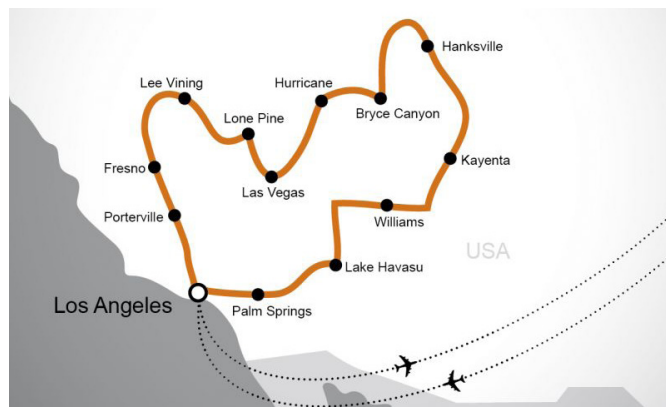 Hanksville
Lee Vining
Hurricane
Lone Pine
Bryce Canyon
Fresno
Kayenta
Las Vegas
Porterville
Williams
USA
Lake Havasu
Los Angeles
Palm Springs